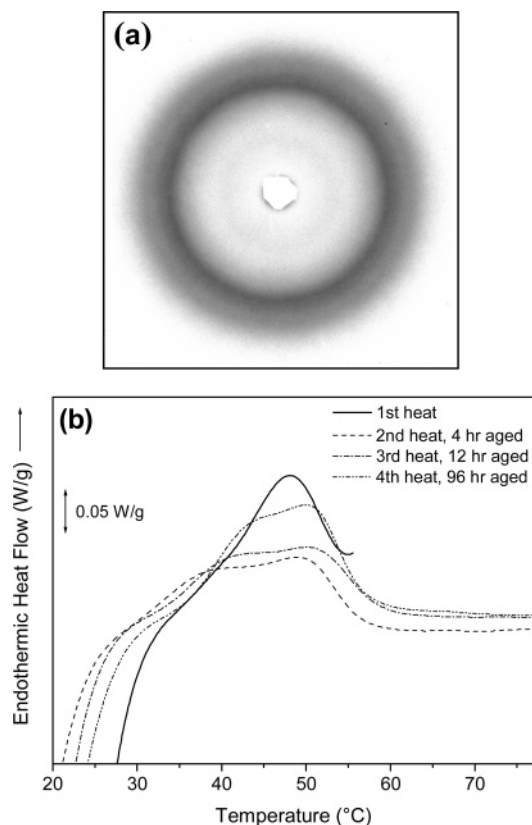 (a)
(b)
1st heat
2nd heat, 4 hr aged
3rd heat, 12 hr aged
4th heat, 96 hr aged
0.05 W/g
Endothermic Heat Flow (W/g)
20 30 40 50 60 70
Temperature (°C)